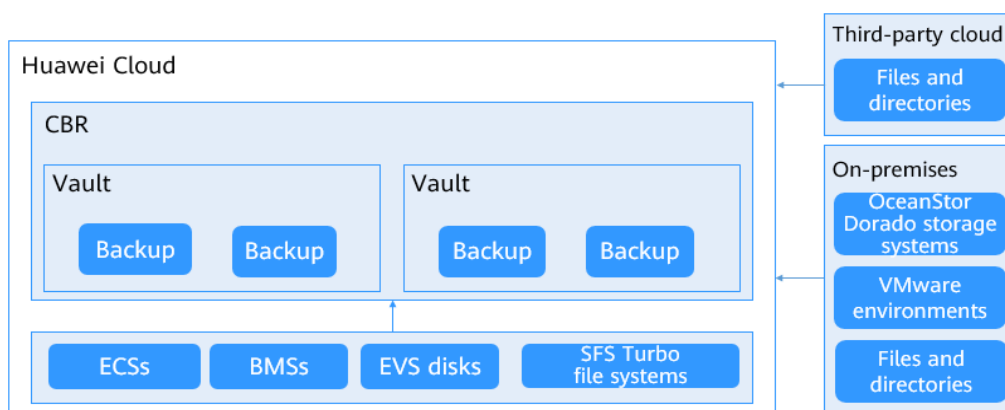 Huawei Cloud
CBR
Vault
Backup
Backup
Vault
Backup
Backup
ECSs
BMSs
EVS disks
SFS Turbo
file systems
Third-party cloud
Files and
directories
On-premises
OceanStor
Dorado storage
systems
VMware
environments
Files and
directories